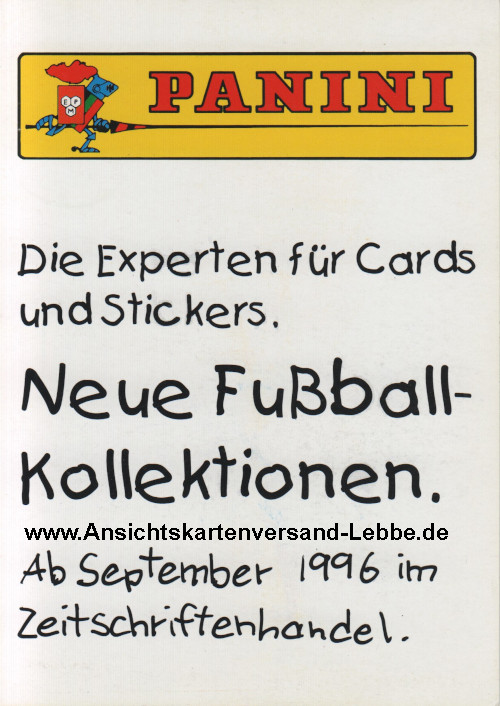 PANINI
EPM
Die Experten für Cards
und Stickers.
Neue Fußball-
Kollektionen.
www.Ansichtskartenversand-Lebbe.de
Ab September 1996 im
Zeitschriftenhandel.